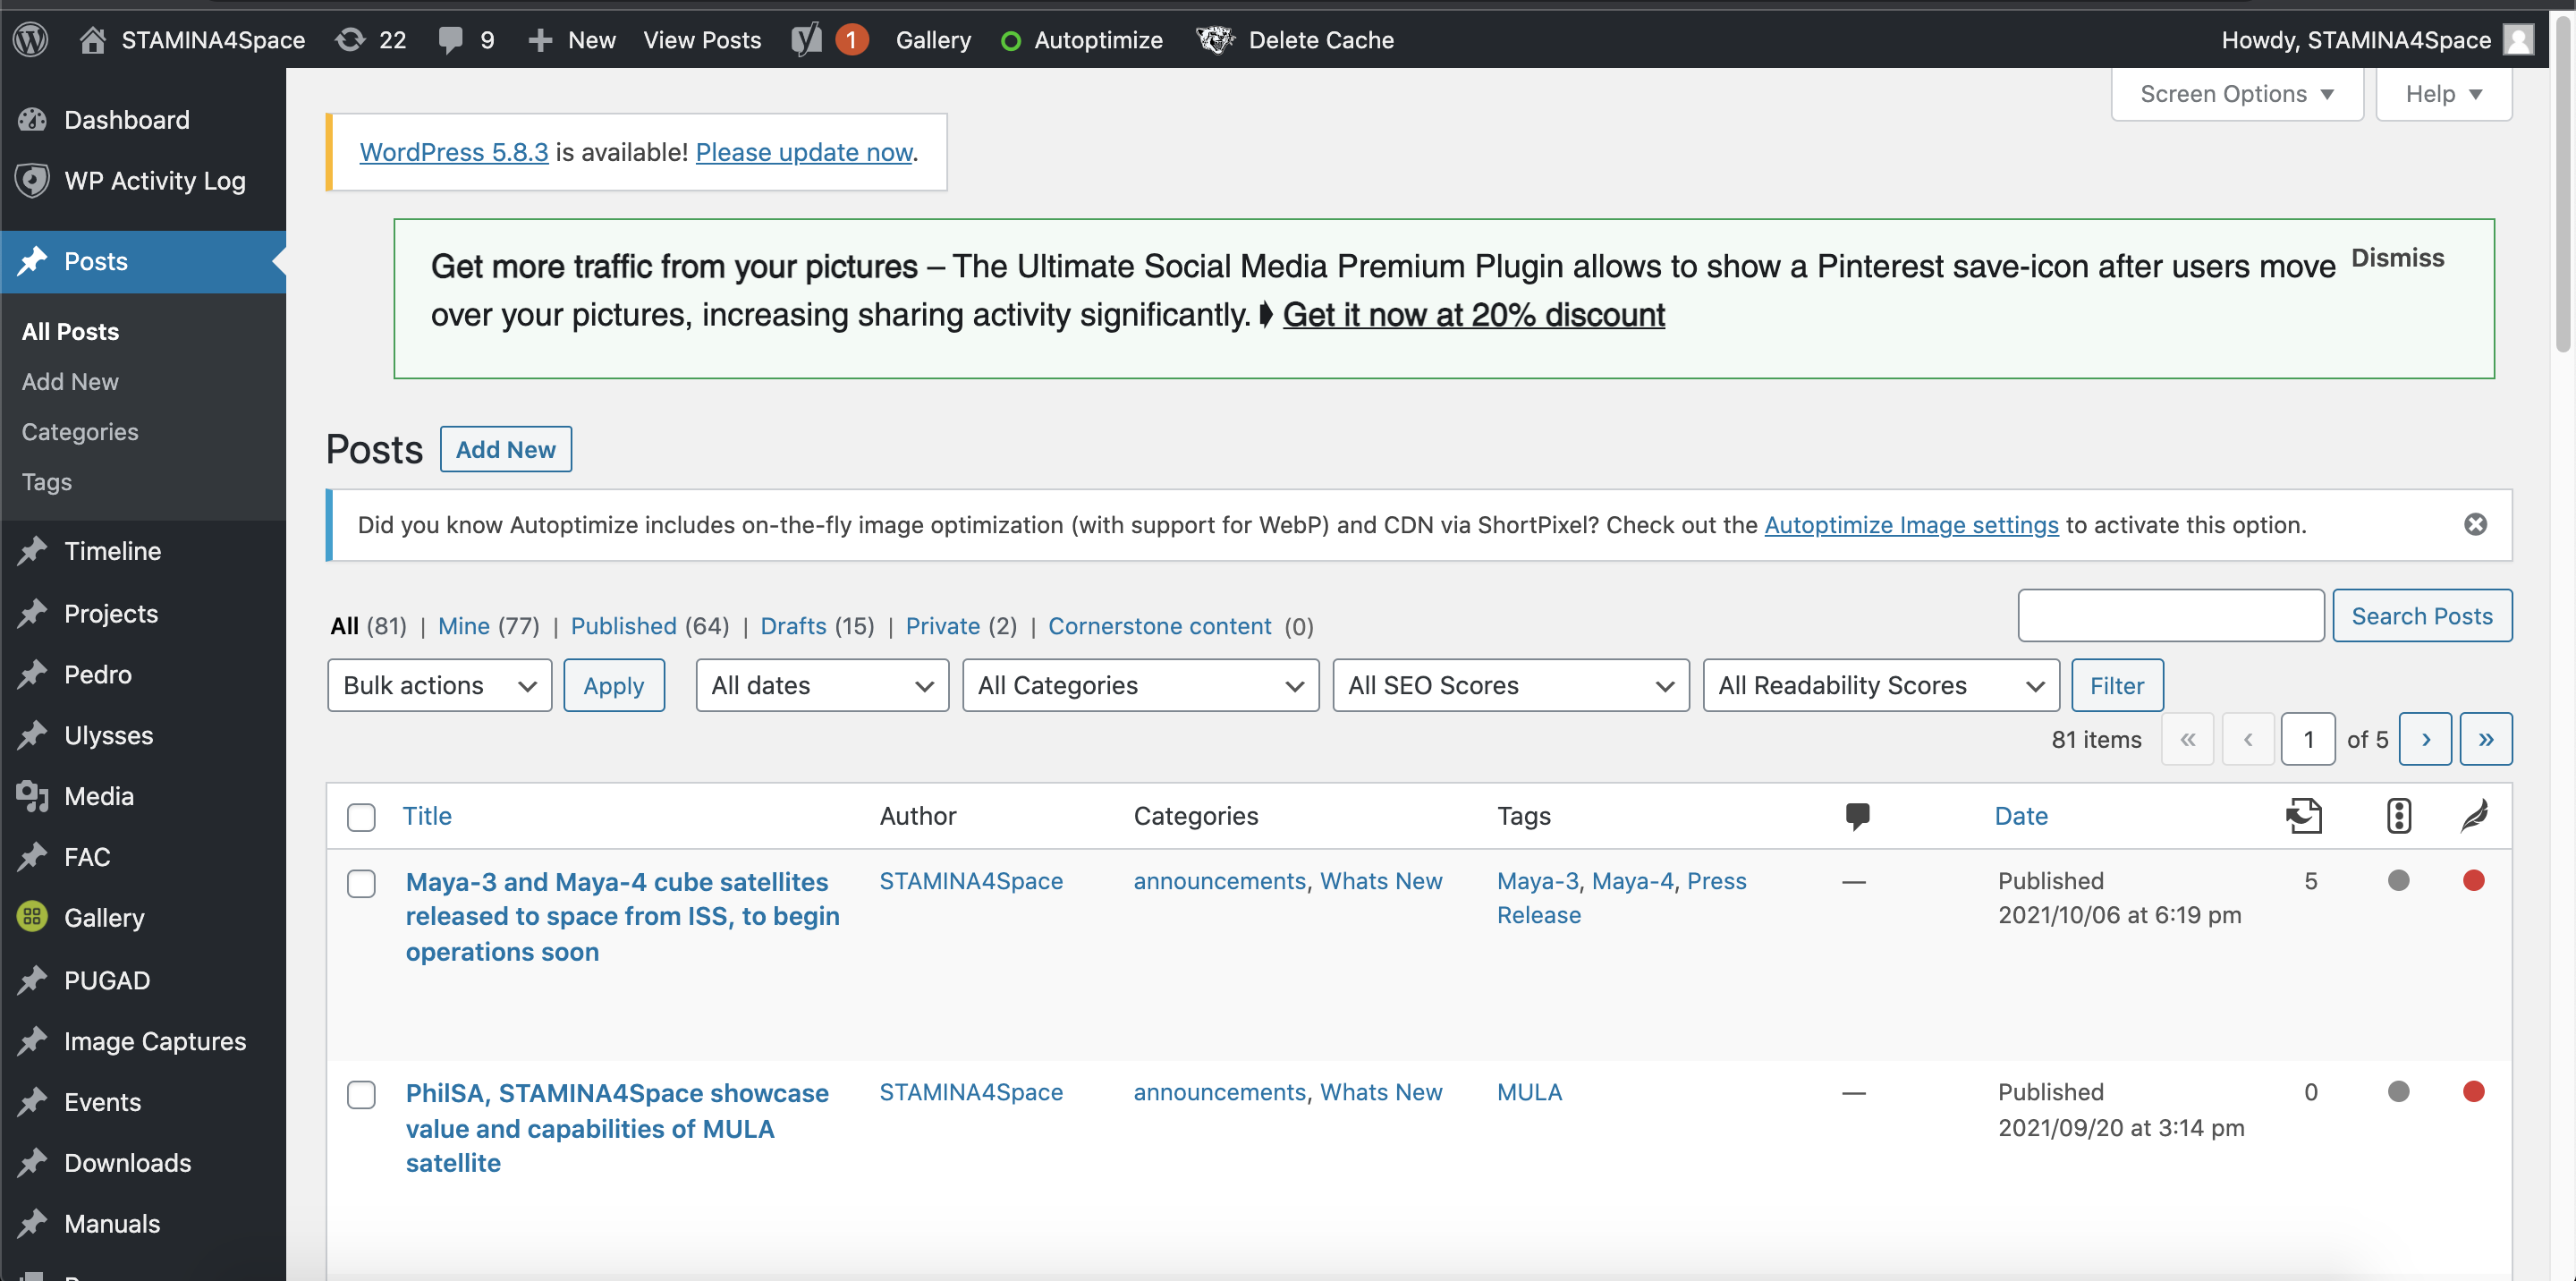 STAMINA4Space 22 9 New View Posts 1 Gallery Autoptimize Delete Cache Howdy, STAMINA4Space
Screen Options Help
Dashboard
WP Activity Log
Posts
All Posts
Add New
Categories
Tags
Timeline
Projects
Pedro
Ulysses
Media
FAC
Gallery
PUGAD
Image Captures
Events
Downloads
Manuals
WordPress 5.8.3 is available! Please update now.
Get more traffic from your pictures – The Ultimate Social Media Premium Plugin allows to show a Pinterest save-icon after users move
over your pictures, increasing sharing activity significantly. Get it now at 20% discount
Dismiss
Posts Add New
Did you know Autoptimize includes on-the-fly image optimization (with support for WebP) and CDN via ShortPixel? Check out the Autoptimize Image settings to activate this option.
All (81) | Mine (77) | Published (64) | Drafts (15) | Private (2) | Cornerstone content (0)
Search Posts
Bulk actions Apply All dates All Categories All SEO Scores All Readability Scores Filter
81 items « ‹ 1 of 5 › »
Title Author Categories Tags Date
Maya-3 and Maya-4 cube satellites STAMINA4Space announcements, Whats New Maya-3, Maya-4, Press — Published 5
released to space from ISS, to begin Release 2021/10/06 at 6:19 pm
operations soon
PhilSA, STAMINA4Space showcase STAMINA4Space announcements, Whats New MULA — Published 0
value and capabilities of MULA 2021/09/20 at 3:14 pm
satellite